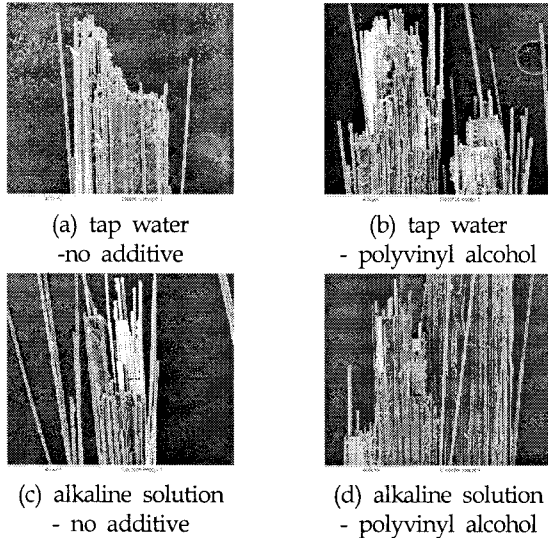 (a) tap water
-no additive
(b) tap water
- polyvinyl alcohol
(c) alkaline solution
- no additive
(d) alkaline solution
- polyvinyl alcohol